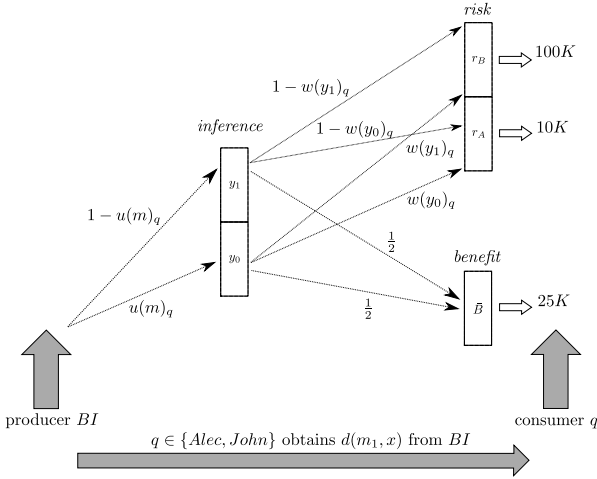 risk
r_B
100K
1 − w(y_1)_q
inference
1 − w(y_0)_q
r_A
10K
w(y_1)_q
y_1
w(y_0)_q
1 − u(m)_q
y_0
1/2
benefit
u(m)_q
1/2
B̄
25K
producer BI
consumer q
q ∈ {Alec, John} obtains d(m_1, x) from BI